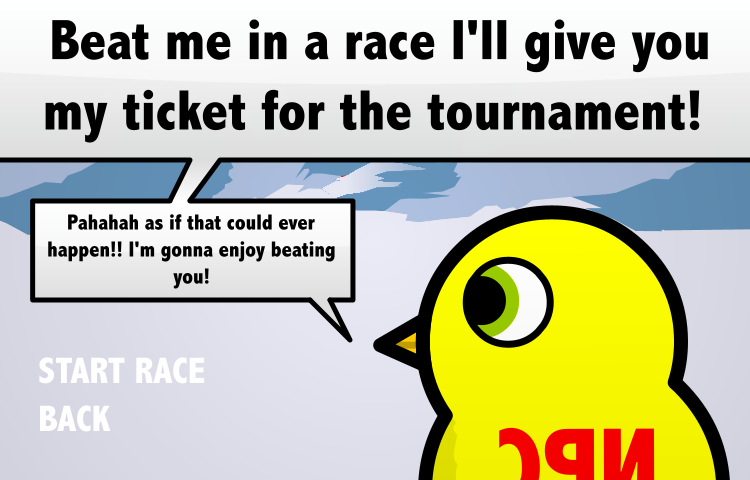 Beat me in a race I'll give you
my ticket for the tournament!
Pahahah as if that could ever
happen!! I'm gonna enjoy beating
you!
START RACE
BACK
NPC